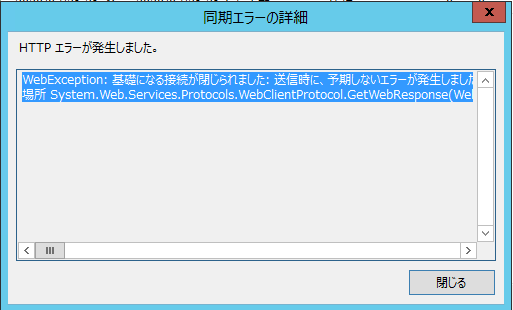 同期エラーの詳細
HTTP エラーが発生しました。
WebException: 基礎になる接続が閉じられました: 送信時に、予期しないエラーが発生しました
場所 System.Web.Services.Protocols.WebClientProtocol.GetWebResponse(Wel
閉じる